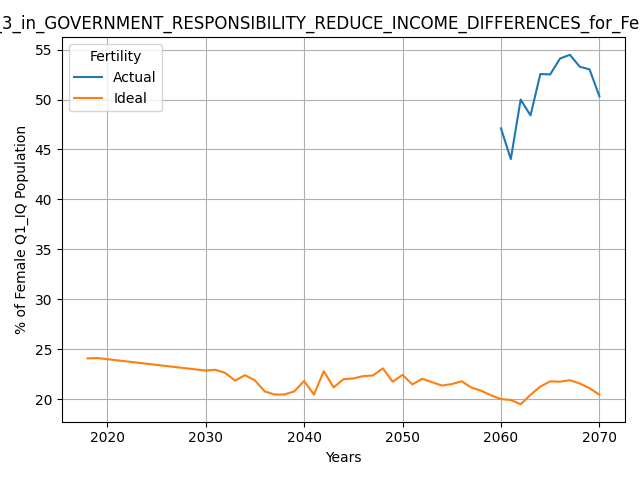 _3_in_GOVERNMENT_RESPONSIBILITY_REDUCE_INCOME_DIFFERENCES_for_Fe
Fertility
Actual
Ideal
% of Female Q1_IQ Population
55
50
45
40
35
30
25
20
2020
2030
2040
2050
2060
2070
Years